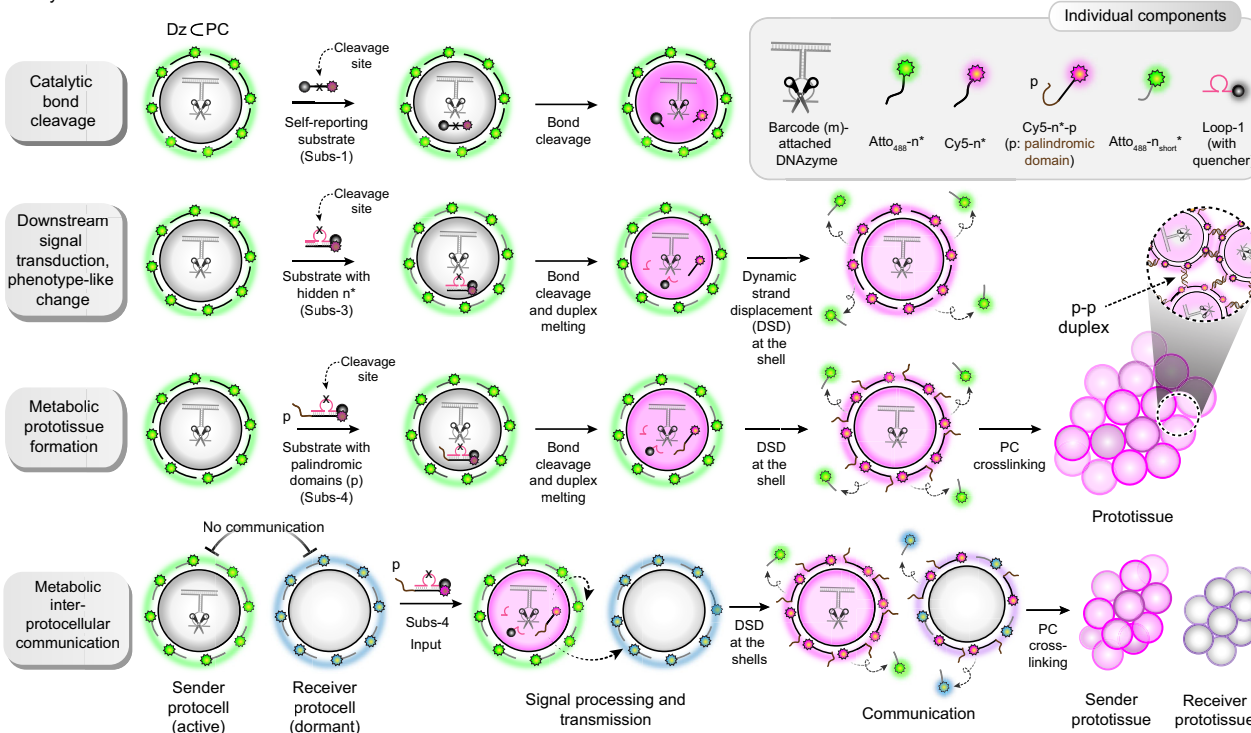 Dz ⊂ PC
Individual components
Barcode (m)-
attached
DNAzyme
Atto488-n*
Cy5-n*
p
Cy5-n*-p
(p: palindromic
domain)
Atto488-nshort*
Loop-1
(with
quencher
Catalytic
bond
cleavage
Cleavage
site
x
Self-reporting
substrate
(Subs-1)
x
Bond
cleavage
Downstream
signal
transduction,
phenotype-like
change
Cleavage
site
x
Substrate with
hidden n*
(Subs-3)
x
Bond
cleavage
and duplex
melting
Dynamic
strand
displacement
(DSD)
at the
shell
p-p
duplex
Metabolic
prototissue
formation
Cleavage
site
x
p
Substrate with
palindromic
domains (p)
(Subs-4)
x
Bond
cleavage
and duplex
melting
DSD
at the
shell
PC
crosslinking
Prototissue
No communication
Metabolic
inter-
protocellular
communication
p
x
Subs-4
Input
DSD
at the
shells
PC
cross-
linking
Sender
protocell
(active)
Receiver
protocell
(dormant)
Signal processing and
transmission
Communication
Sender
prototissue
Receiver
prototissue